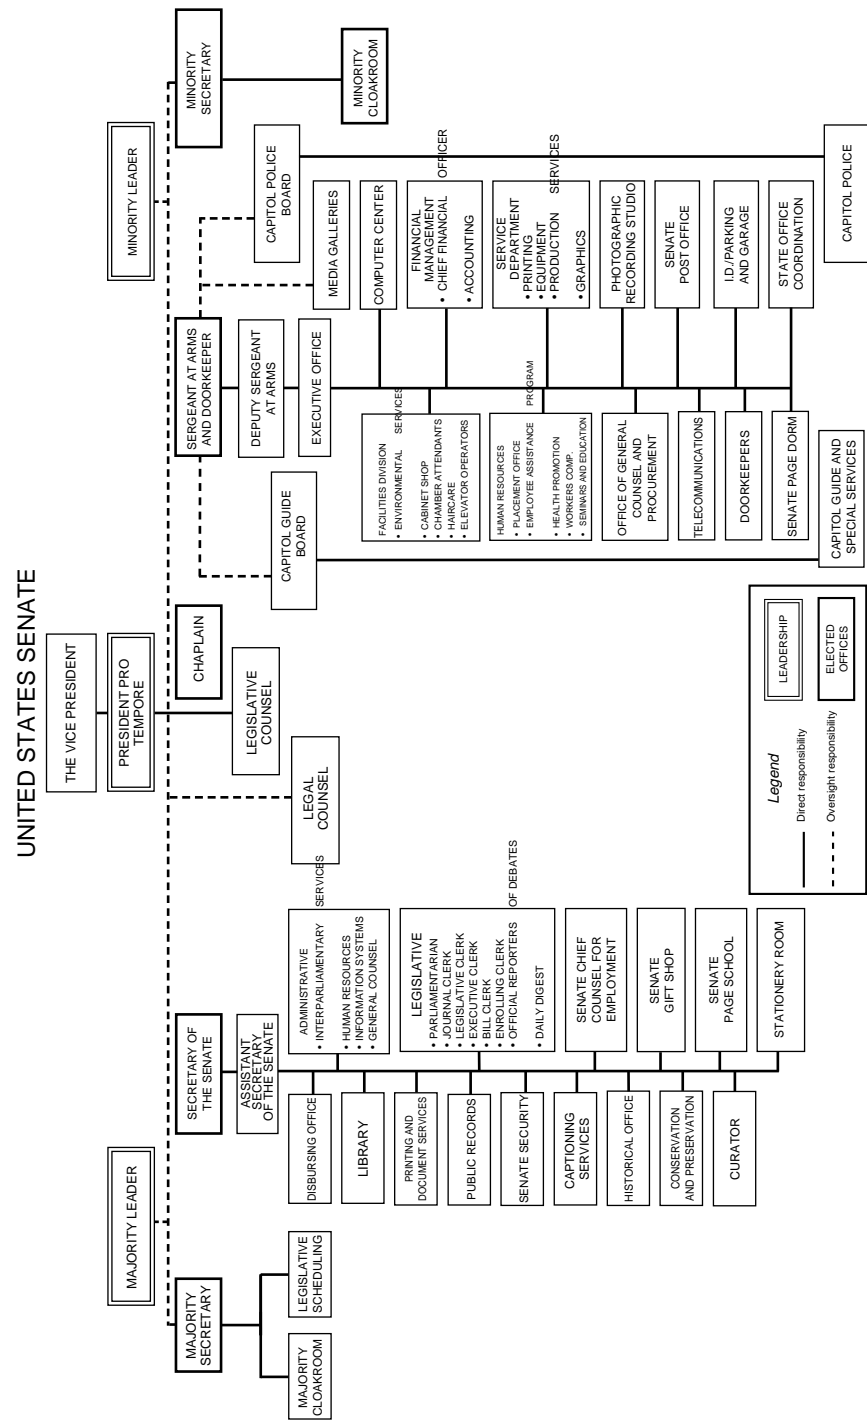 UNITED STATES SENATE
THE VICE PRESIDENT
MAJORITY LEADER
PRESIDENT PRO
TEMPORE
MINORITY LEADER
MAJORITY
SECRETARY
SECRETARY OF
THE SENATE
CHAPLAIN
SERGEANT AT ARMS
AND DOORKEEPER
MINORITY
SECRETARY
MAJORITY
CLOAKROOM
LEGISLATIVE
SCHEDULING
ASSISTANT
SECRETARY
OF THE SENATE
DISBURSING OFFICE
LIBRARY
PRINTING AND
DOCUMENT SERVICES
PUBLIC RECORDS
SENATE SECURITY
CAPTIONING
SERVICES
HISTORICAL OFFICE
CONSERVATION
AND PRESERVATION
CURATOR
ADMINISTRATIVE
• INTERPARLIAMENTARY
SERVICES
• HUMAN RESOURCES
• INFORMATION SYSTEMS
• GENERAL COUNSEL
LEGISLATIVE
• PARLIAMENTARIAN
• JOURNAL CLERK
• LEGISLATIVE CLERK
• EXECUTIVE CLERK
• BILL CLERK
• ENROLLING CLERK
• OFFICIAL REPORTERS
OF DEBATES
• DAILY DIGEST
SENATE CHIEF
COUNSEL FOR
EMPLOYMENT
SENATE
GIFT SHOP
SENATE
PAGE SCHOOL
STATIONERY ROOM
LEGAL
COUNSEL
LEGISLATIVE
COUNSEL
CAPITOL GUIDE
BOARD
DEPUTY SERGEANT
AT ARMS
EXECUTIVE OFFICE
MEDIA GALLERIES
CAPITOL POLICE
BOARD
MINORITY
CLOAKROOM
FACILITIES DIVISION
• ENVIRONMENTAL
SERVICES
• CABINET SHOP
• CHAMBER ATTENDANTS
• HAIRCARE
• ELEVATOR OPERATORS
HUMAN RESOURCES
• PLACEMENT OFFICE
• EMPLOYEE ASSISTANCE
PROGRAM
• HEALTH PROMOTION
• WORKERS COMP.
• SEMINARS AND EDUCATION
OFFICE OF GENERAL
COUNSEL AND
PROCUREMENT
TELECOMMUNICATIONS
DOORKEEPERS
SENATE PAGE DORM
CAPITOL GUIDE AND
SPECIAL SERVICES
COMPUTER CENTER
FINANCIAL
MANAGEMENT
• CHIEF FINANCIAL
OFFICER
• ACCOUNTING
SERVICE
DEPARTMENT
• PRINTING
• EQUIPMENT
• PRODUCTION
SERVICES
• GRAPHICS
PHOTOGRAPHIC
RECORDING STUDIO
SENATE
POST OFFICE
I.D./PARKING
AND GARAGE
STATE OFFICE
COORDINATION
CAPITOL POLICE
Legend
Direct responsibility
Oversight responsibility
LEADERSHIP
ELECTED
OFFICES